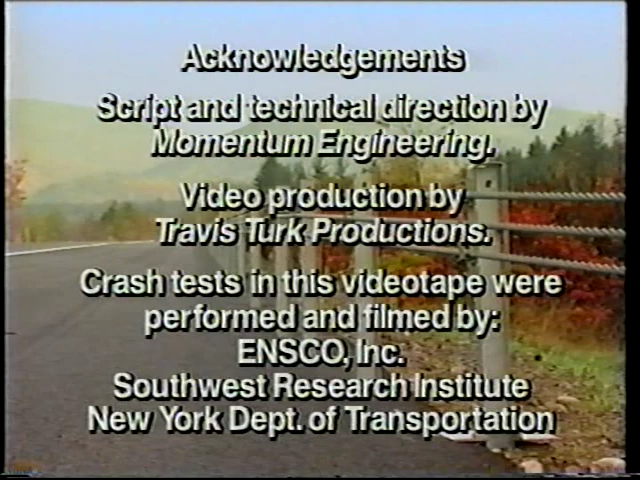 Acknowledgements
Script and technical direction by
Momentum Engineering.
Video production by
Travis Turk Productions.
Crash tests in this videotape were
performed and filmed by:
ENSCO, Inc.
Southwest Research Institute
New York Dept. of Transportation